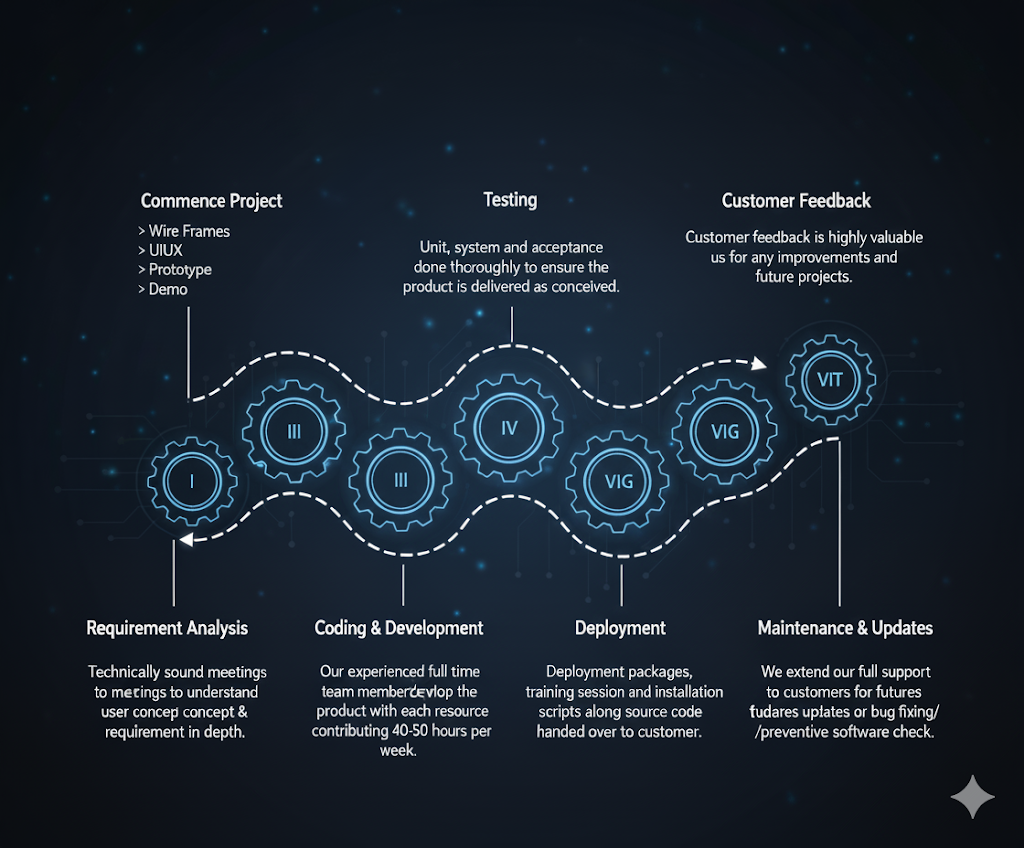 Commence Project
> Wire Frames
> UIUX
> Prototype
> Demo
Testing
Unit, system and acceptance
done thoroughly to ensure the
product is delivered as conceived.
Customer Feedback
Customer feedback is highly valuable
us for any improvements and
future projects.
I
III
III
IV
VIG
VIG
VIT
Requirement Analysis
Technically sound meetings
to meetings to understand
user concep concept &
requirement in depth.
Coding & Development
Our experienced full time
team the
product with each resource
contributing 40-50 hours per
week.
Deployment
Deployment packages,
training session and installation
scripts along source code
handed over to customer.
Maintenance & Updates
We extend our full support
to customers for futures
or bug fixing/
/preventive software check.